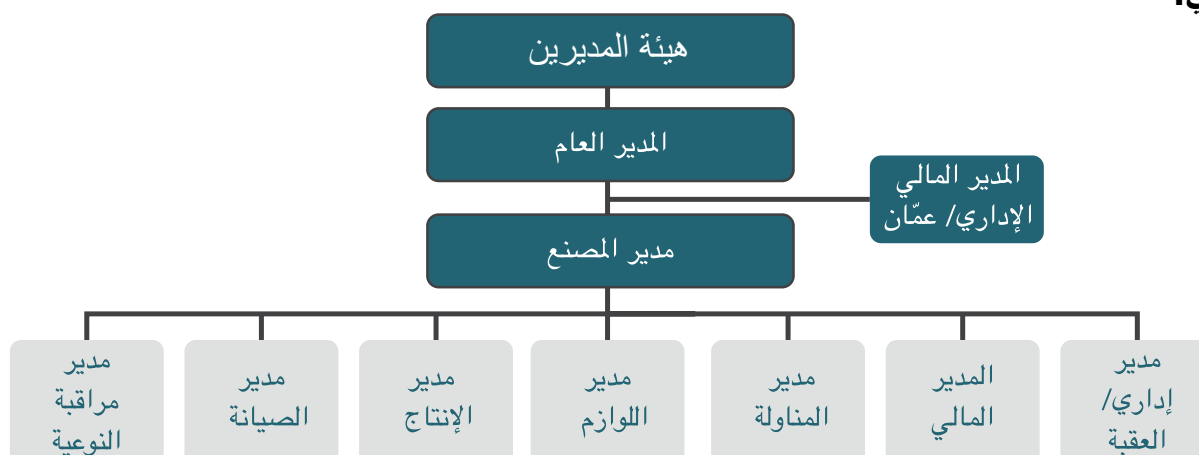 هيئة المديرين
المدير العام
المدير المالي
الإداري/ عمّان
مدير المصنع
مدير
إداري/
العقبة
المدير
المالي
مدير
المناولة
مدير
اللوازم
مدير
الإنتاج
مدير
الصيانة
مدير
مراقبة
النوعية